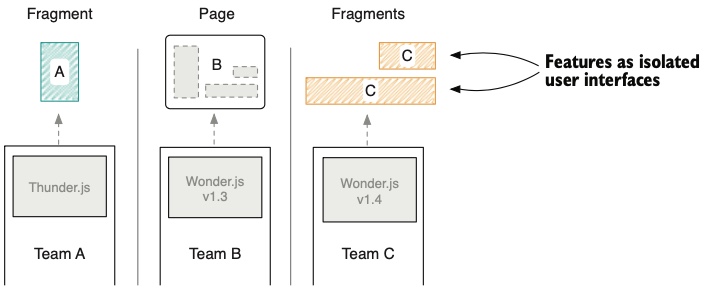 Fragment
Page
Fragments
A
B
C
C
Features as isolated
user interfaces
Thunder.js
Wonder.js
v1.3
Wonder.js
v1.4
Team A
Team B
Team C